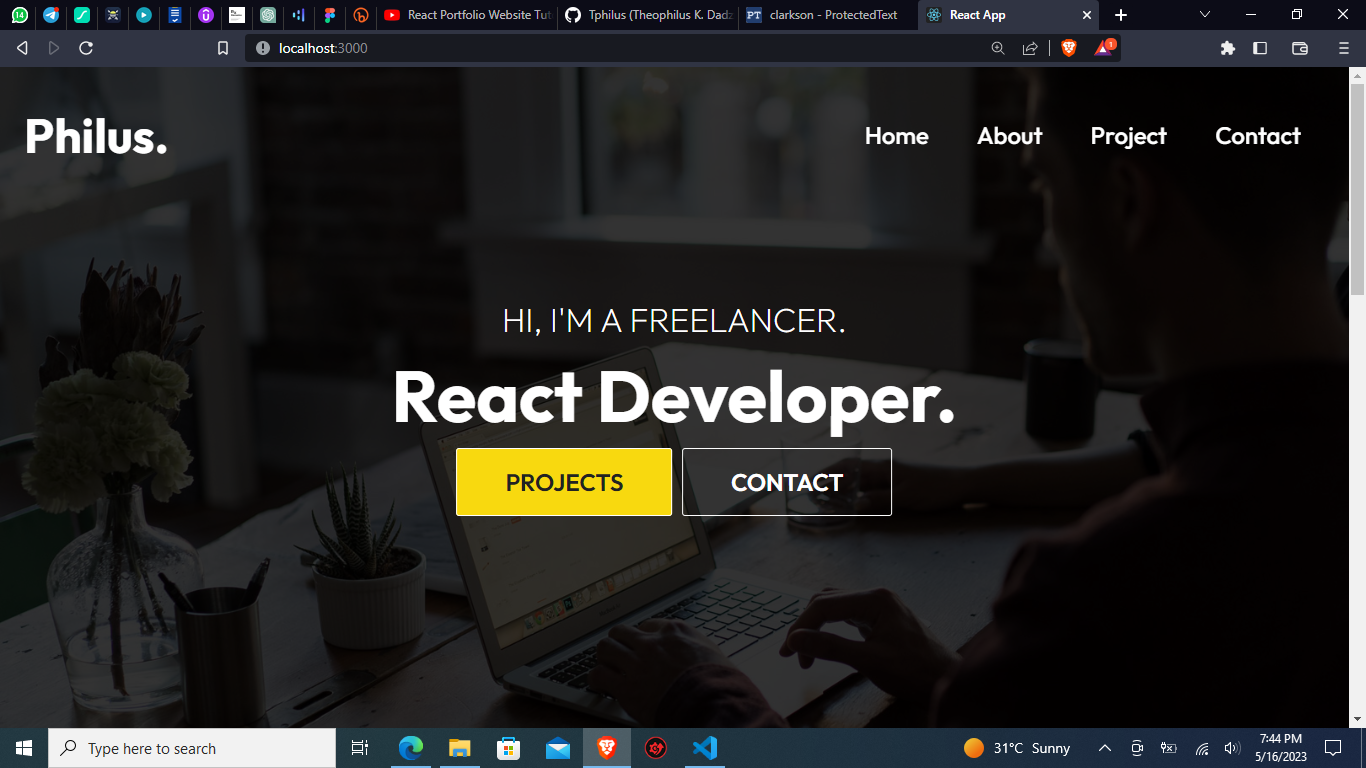 14
React Portfolio Website Tut
Tphilus (Theophilus K. Dadz
PT
clarkson - ProtectedText
React App
localhost:3000
1
Philus.
Home
About
Project
Contact
HI, I'M A FREELANCER.
React Developer.
PROJECTS
CONTACT
Type here to search
31°C Sunny
7:44 PM
5/16/2023